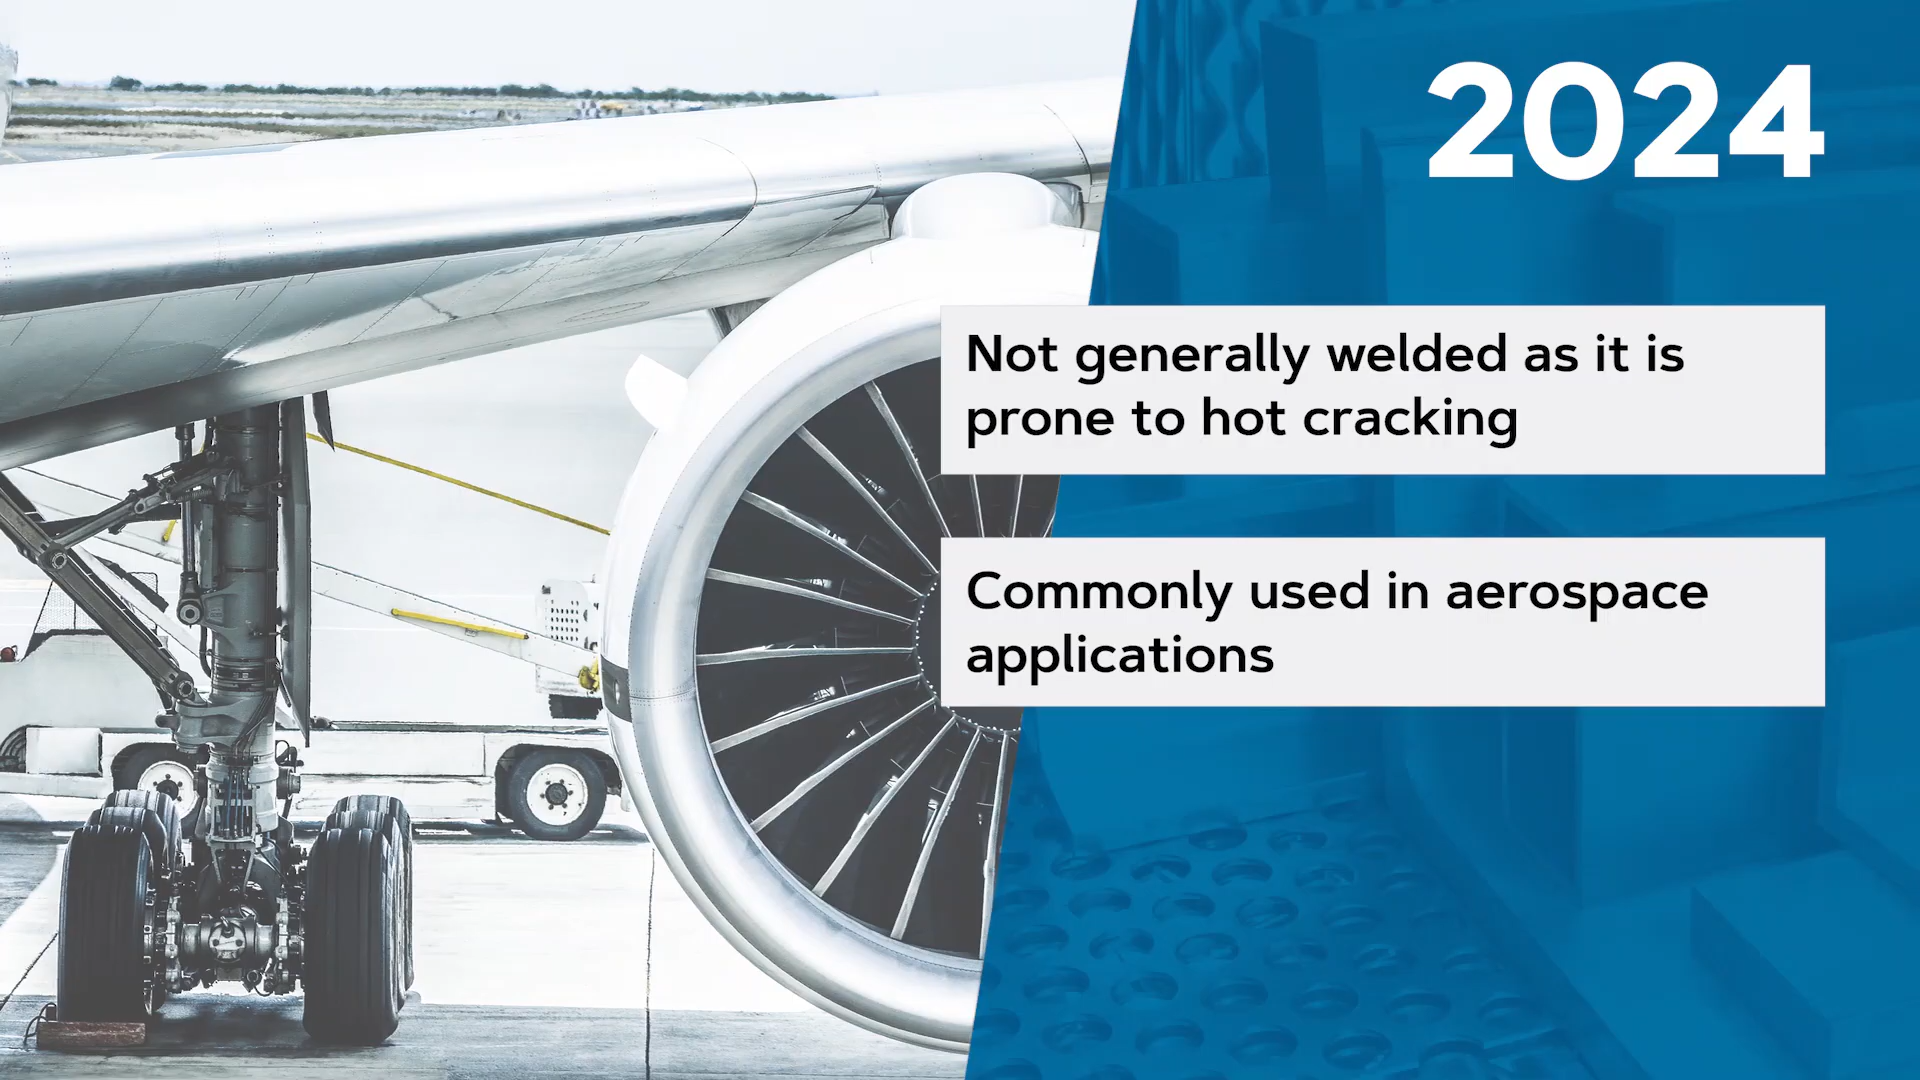 2024
Not generally welded as it is
prone to hot cracking
Commonly used in aerospace
applications